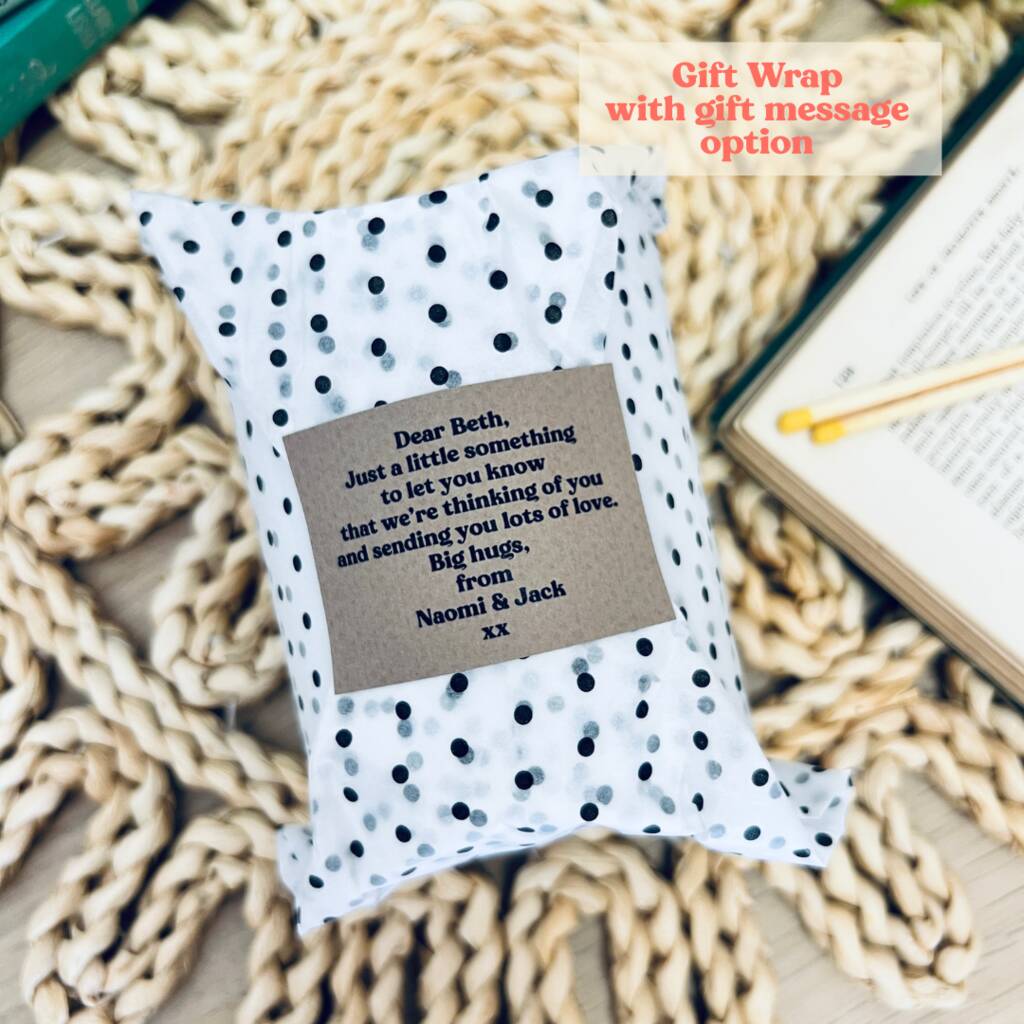 Gift Wrap
with gift message
option
Dear Beth,
Just a little something
to let you know
that we're thinking of you
and sending you lots of love.
Big hugs,
from
Naomi & Jack
xx